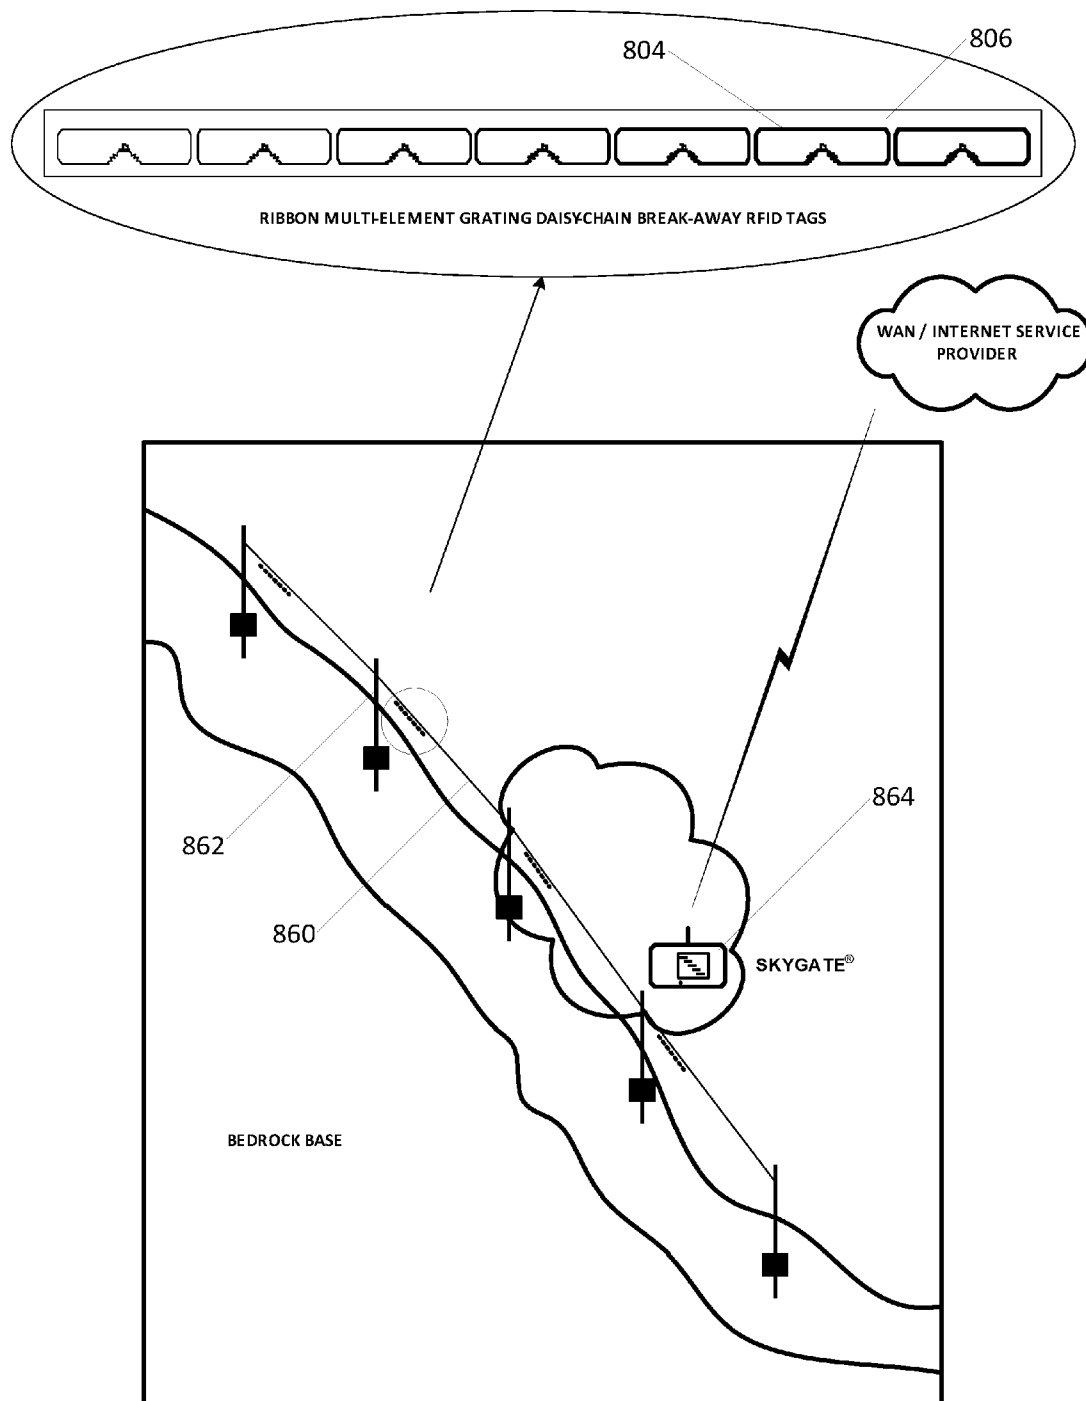 804
806
RIBBON MULTI-ELEMENT GRATING DAISY-CHAIN BREAK-AWAY RFID TAGS
WAN / INTERNET SERVICE
PROVIDER
864
862
860
SKYGATE®
BEDROCK BASE